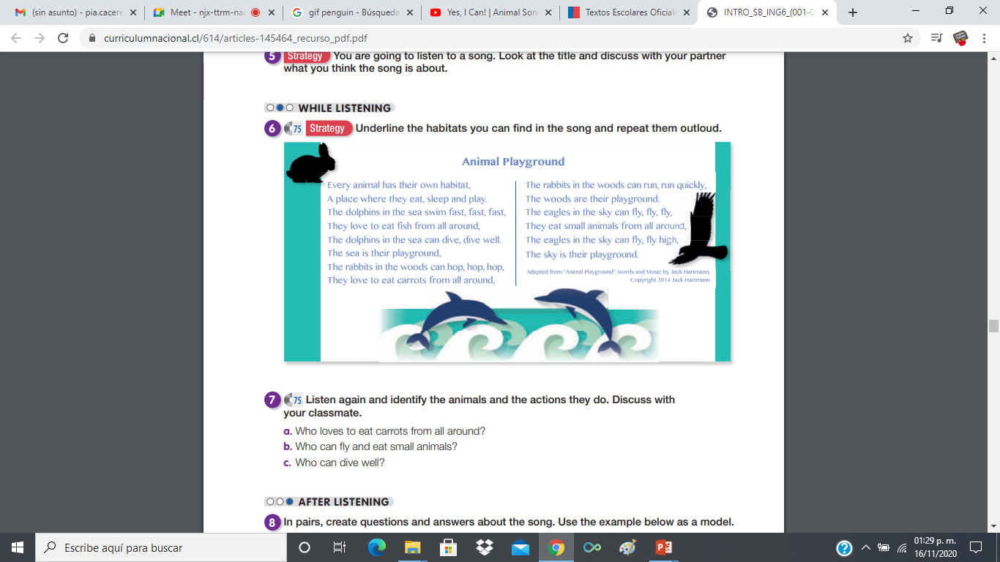 (sin asunto) - pia.cacere
Meet - njx-ttrm-na
gif penguin - Búsqueda
Yes, I Can! | Animal Son
Textos Escolares Oficiale
INTRO_SB_ING6_(001-0
curriculumnacional.cl/614/articles-145464_recurso_pdf.pdf
5 Strategy You are going to listen to a song. Look at the title and discuss with your partner
what you think the song is about.
WHILE LISTENING
6 75 Strategy Underline the habitats you can find in the song and repeat them outloud.
Animal Playground
Every animal has their own habitat,
A place where they eat, sleep and play.
The dolphins in the sea swim fast, fast, fast,
They love to eat fish from all around,
The dolphins in the sea can dive, dive well.
The sea is their playground,
The rabbits in the woods can hop, hop, hop,
They love to eat carrots from all around,
The rabbits in the woods can run, run quickly,
The woods are their playground.
The eagles in the sky can fly, fly, fly,
They eat small animals from all around,
The eagles in the sky can fly, fly high,
The sky is their playground.
Adapted from "Animal Playground". Words and Music by Jack Hartmann,
Copyright 2014 Jack Hartmann
7 75 Listen again and identify the animals and the actions they do. Discuss with
your classmate.
a. Who loves to eat carrots from all around?
b. Who can fly and eat small animals?
c. Who can dive well?
AFTER LISTENING
8 In pairs, create questions and answers about the song. Use the example below as a model.
Escribe aquí para buscar
01:29 p. m.
16/11/2020